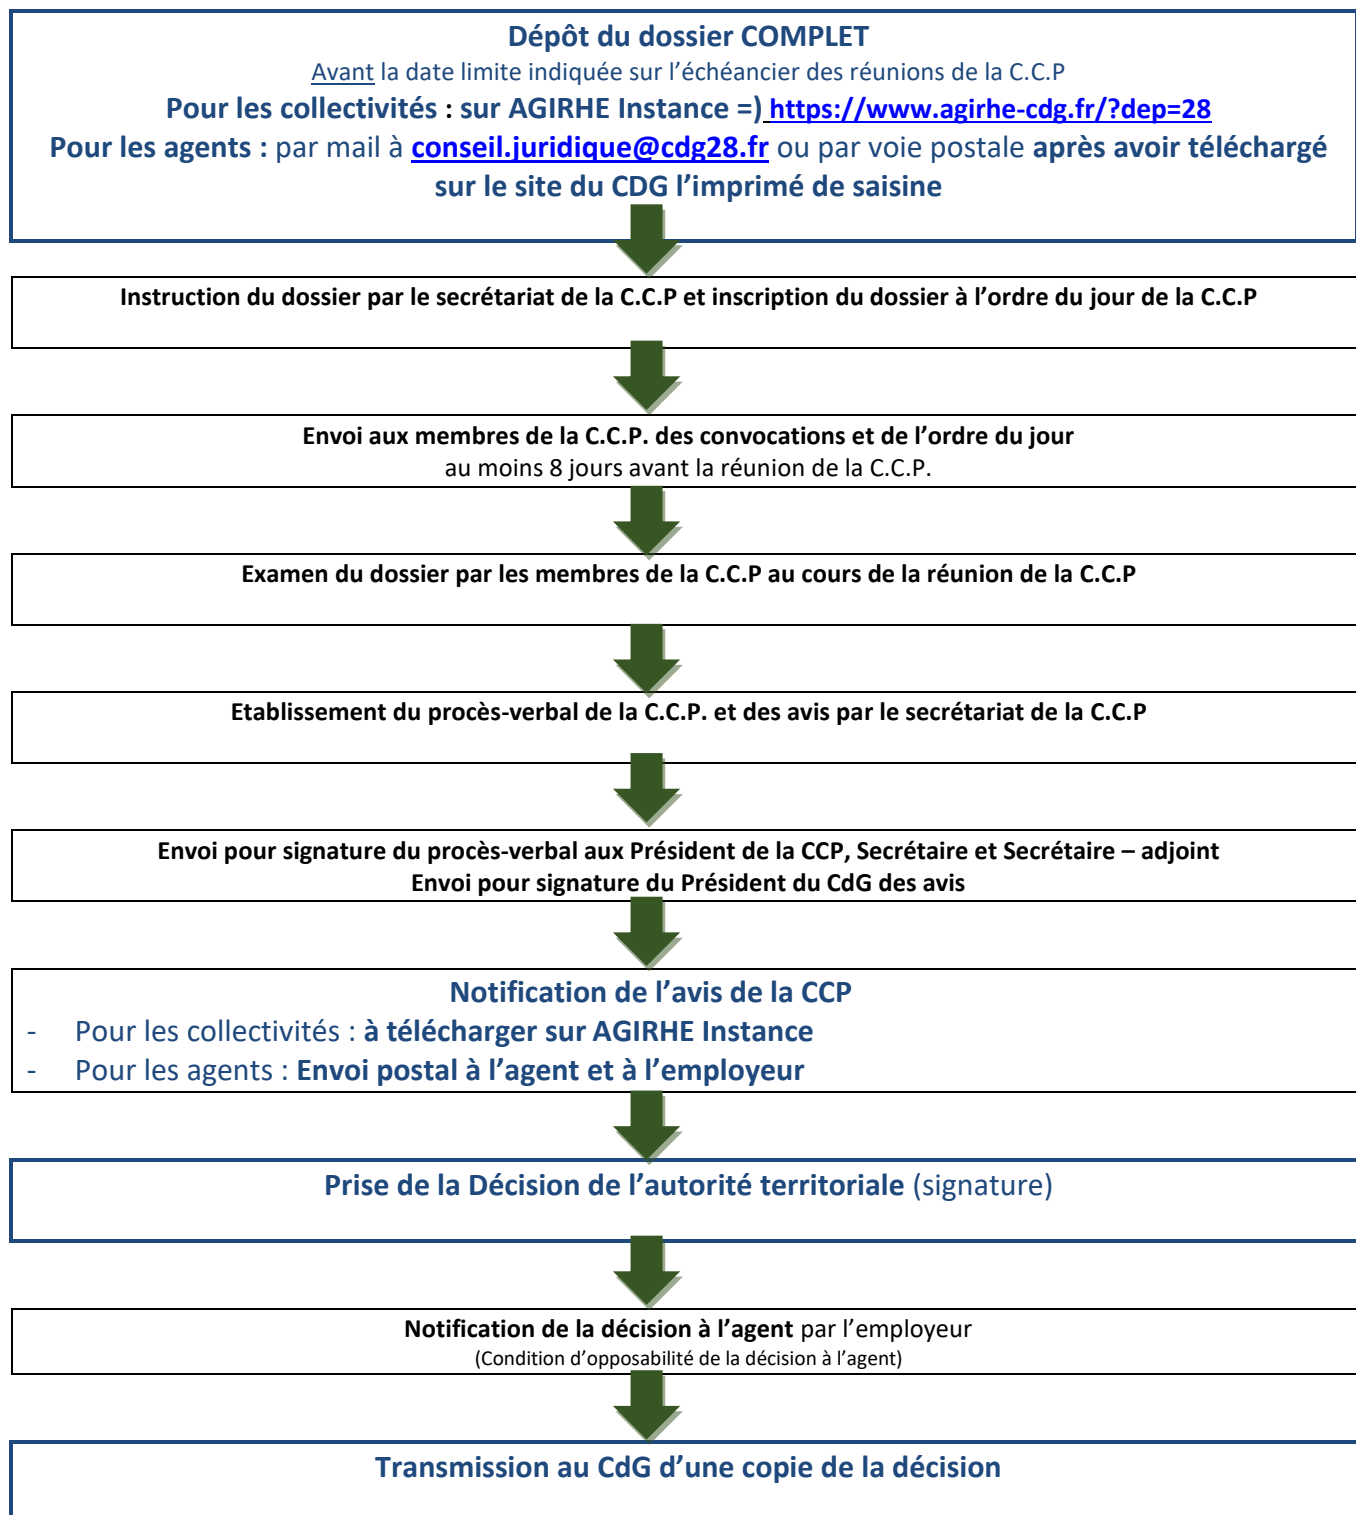 Dépôt du dossier COMPLET
Avant la date limite indiquée sur l’échéancier des réunions de la C.C.P
Pour les collectivités : sur AGIRHE Instance =) https://www.agirhe-cdg.fr/?dep=28
Pour les agents : par mail à conseil.juridique@cdg28.fr ou par voie postale après avoir téléchargé
sur le site du CDG l’imprimé de saisine
Instruction du dossier par le secrétariat de la C.C.P et inscription du dossier à l’ordre du jour de la C.C.P
Envoi aux membres de la C.C.P. des convocations et de l’ordre du jour
au moins 8 jours avant la réunion de la C.C.P.
Examen du dossier par les membres de la C.C.P au cours de la réunion de la C.C.P
Etablissement du procès-verbal de la C.C.P. et des avis par le secrétariat de la C.C.P
Envoi pour signature du procès-verbal aux Président de la CCP, Secrétaire et Secrétaire – adjoint
Envoi pour signature du Président du CdG des avis
Notification de l’avis de la CCP
- Pour les collectivités : à télécharger sur AGIRHE Instance
- Pour les agents : Envoi postal à l’agent et à l’employeur
Prise de la Décision de l’autorité territoriale (signature)
Notification de la décision à l’agent par l’employeur
(Condition d’opposabilité de la décision à l’agent)
Transmission au CdG d’une copie de la décision